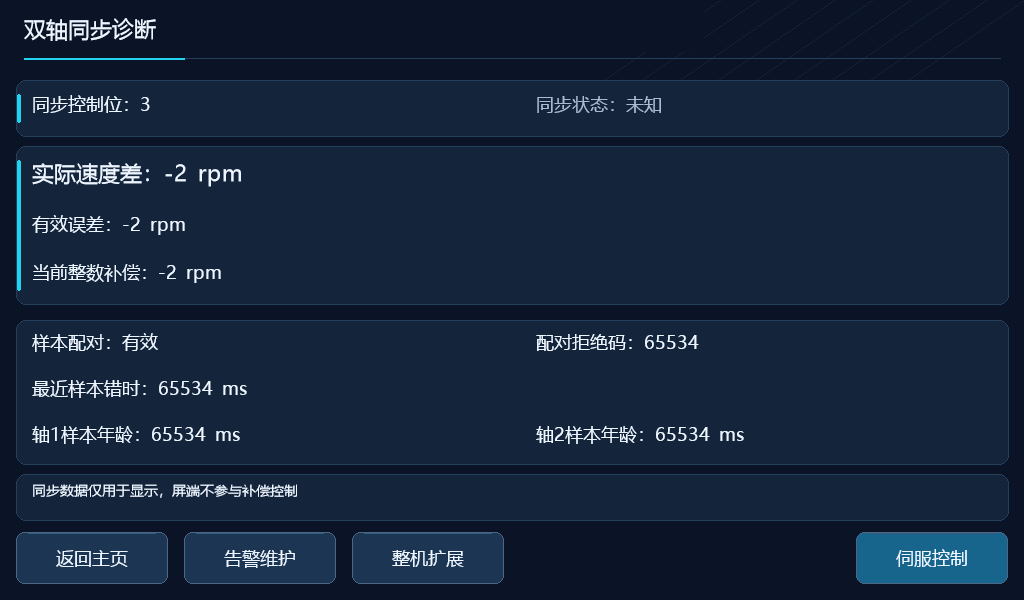 双轴同步诊断
同步控制位：3
同步状态：未知
实际速度差：-2 rpm
有效误差：-2 rpm
当前整数补偿：-2 rpm
样本配对：有效
配对拒绝码：65534
最近样本错时：65534 ms
轴1样本年龄：65534 ms
轴2样本年龄：65534 ms
同步数据仅用于显示，屏端不参与补偿控制
返回主页
告警维护
整机扩展
伺服控制